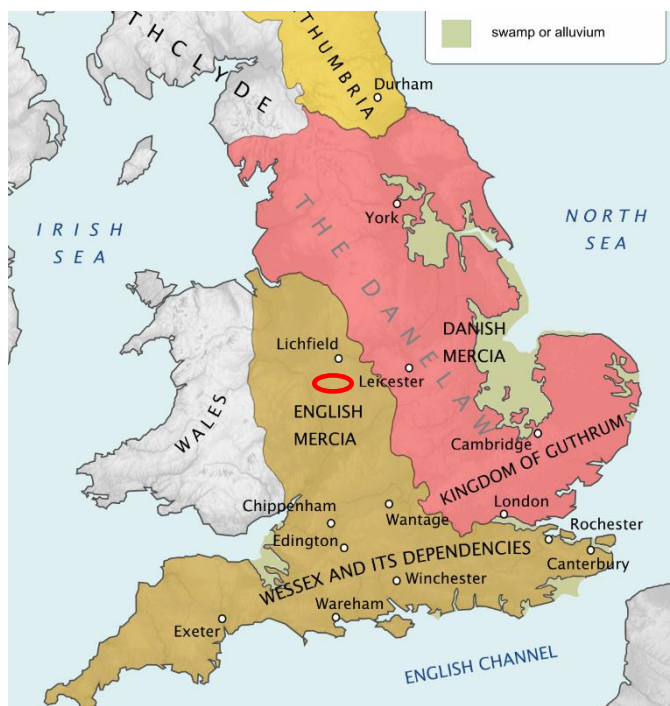 swamp or alluvium
THCLYDE
THUMBRIA
Durham
York
IRISH
SEA
NORTH
SEA
THE DANELAW
DANISH
MERCIA
Lichfield
Leicester
ENGLISH
MERCIA
WALES
Cambridge
KINGDOM OF GUTHRUM
London
Chippenham
Wantage
Rochester
Edington
WESSEX AND ITS DEPENDENCIES
Canterbury
Winchester
Wareham
Exeter
ENGLISH CHANNEL